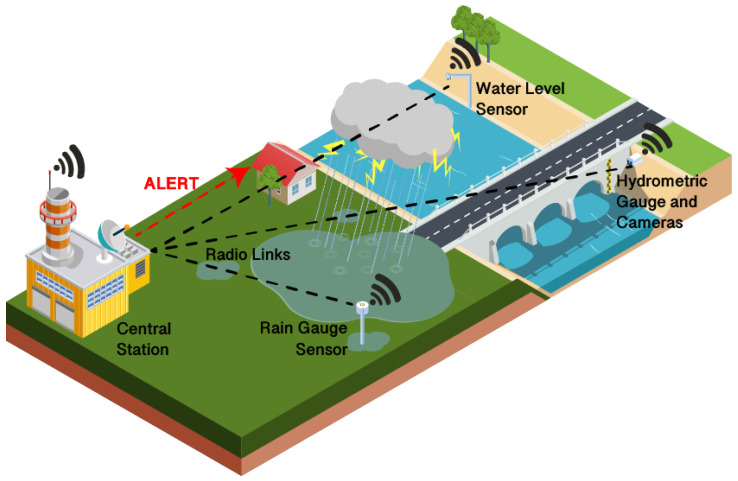 Water Level
Sensor
ALERT
Hydrometric
Gauge and
Cameras
Radio Links
Central
Station
Rain Gauge
Sensor